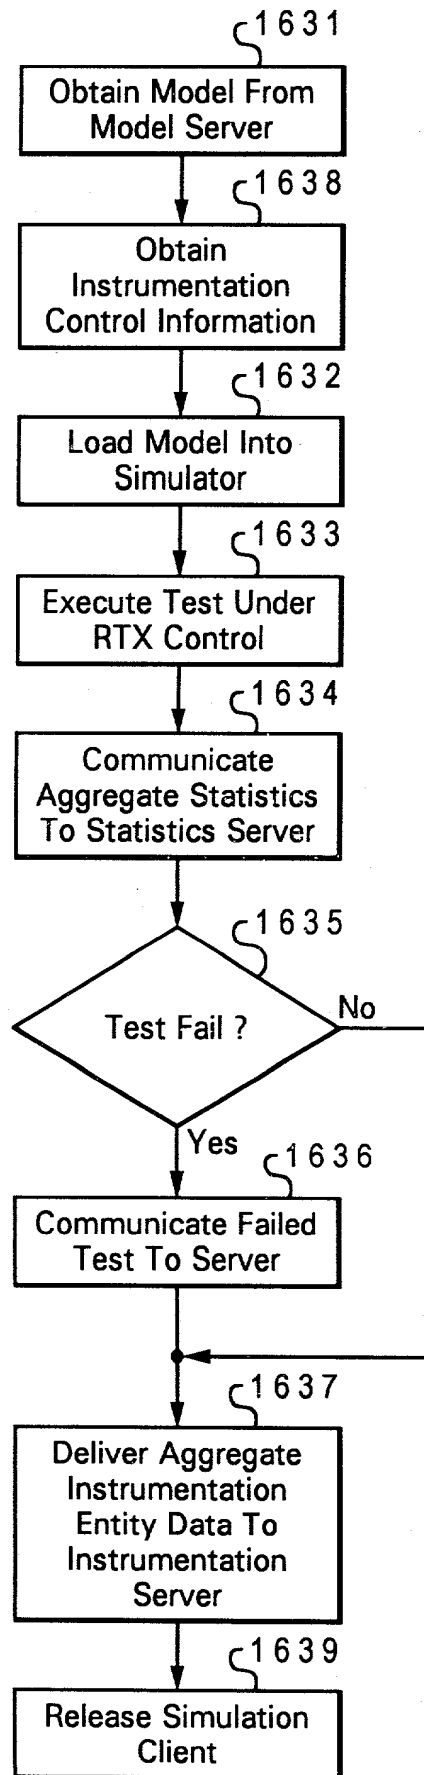 1631
Obtain Model From
Model Server
1638
Obtain
Instrumentation
Control Information
1632
Load Model Into
Simulator
1633
Execute Test Under
RTX Control
1634
Communicate
Aggregate Statistics
To Statistics Server
1635
Test Fail ?
No
Yes
1636
Communicate Failed
Test To Server
1637
Deliver Aggregate
Instrumentation
Entity Data To
Instrumentation
Server
1639
Release Simulation
Client